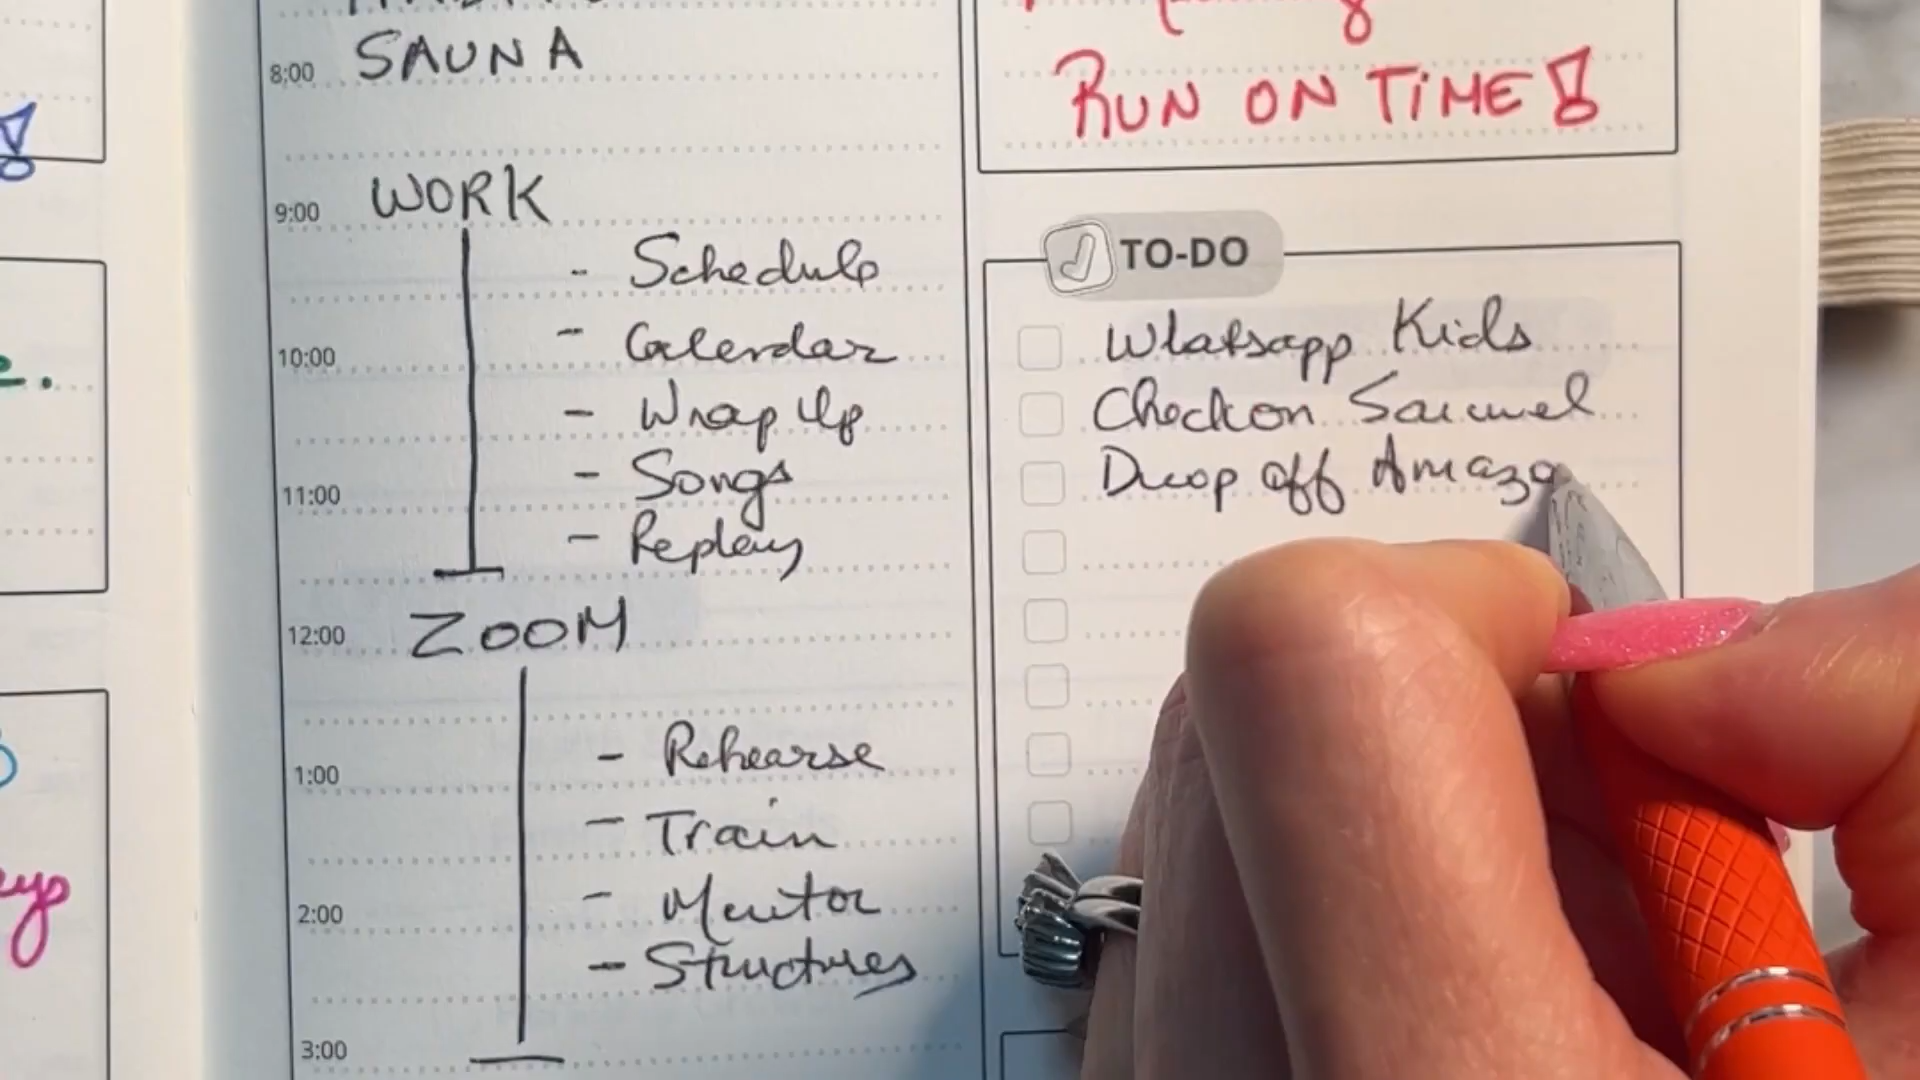 SAUNA
8:00
WORK
9:00
- Schedule
- Calendar
10:00
- Wrap Up
- Songs
11:00
- Replays
ZOOM
12:00
- Rehearse
1:00
- Train
- Mentor
2:00
- Structures
3:00
RUN ON TIME!
TO-DO
Whatsapp Kids
Check on Samuel
Drop off Amazo